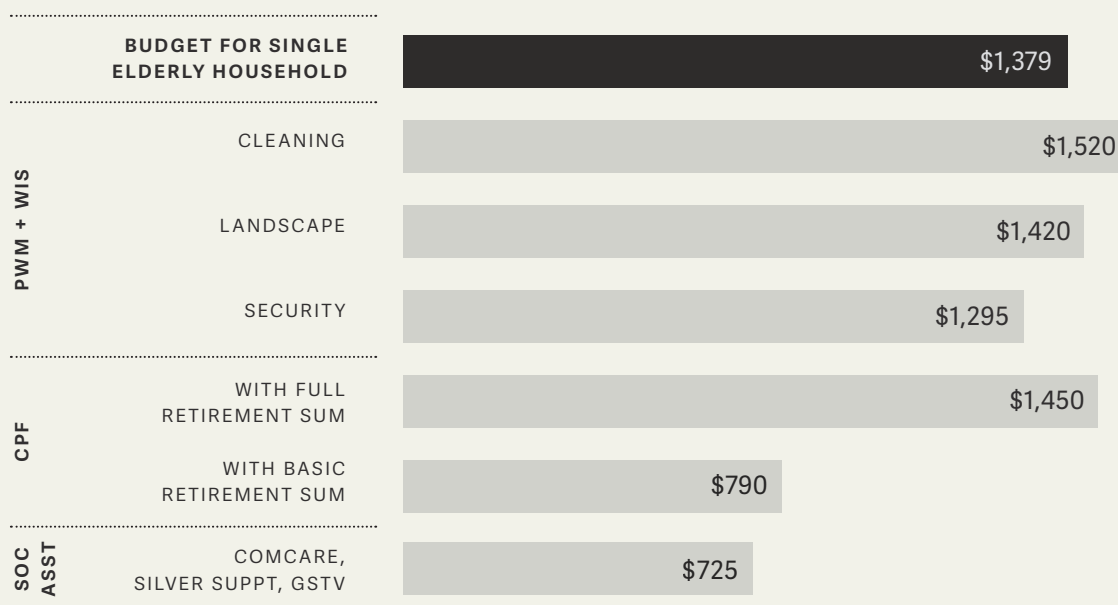 BUDGET FOR SINGLE
ELDERLY HOUSEHOLD
$1,379
PWM + WIS
CLEANING
$1,520
LANDSCAPE
$1,420
SECURITY
$1,295
CPF
WITH FULL
RETIREMENT SUM
$1,450
WITH BASIC
RETIREMENT SUM
$790
SOC
ASST
COMCARE,
SILVER SUPPT, GSTV
$725